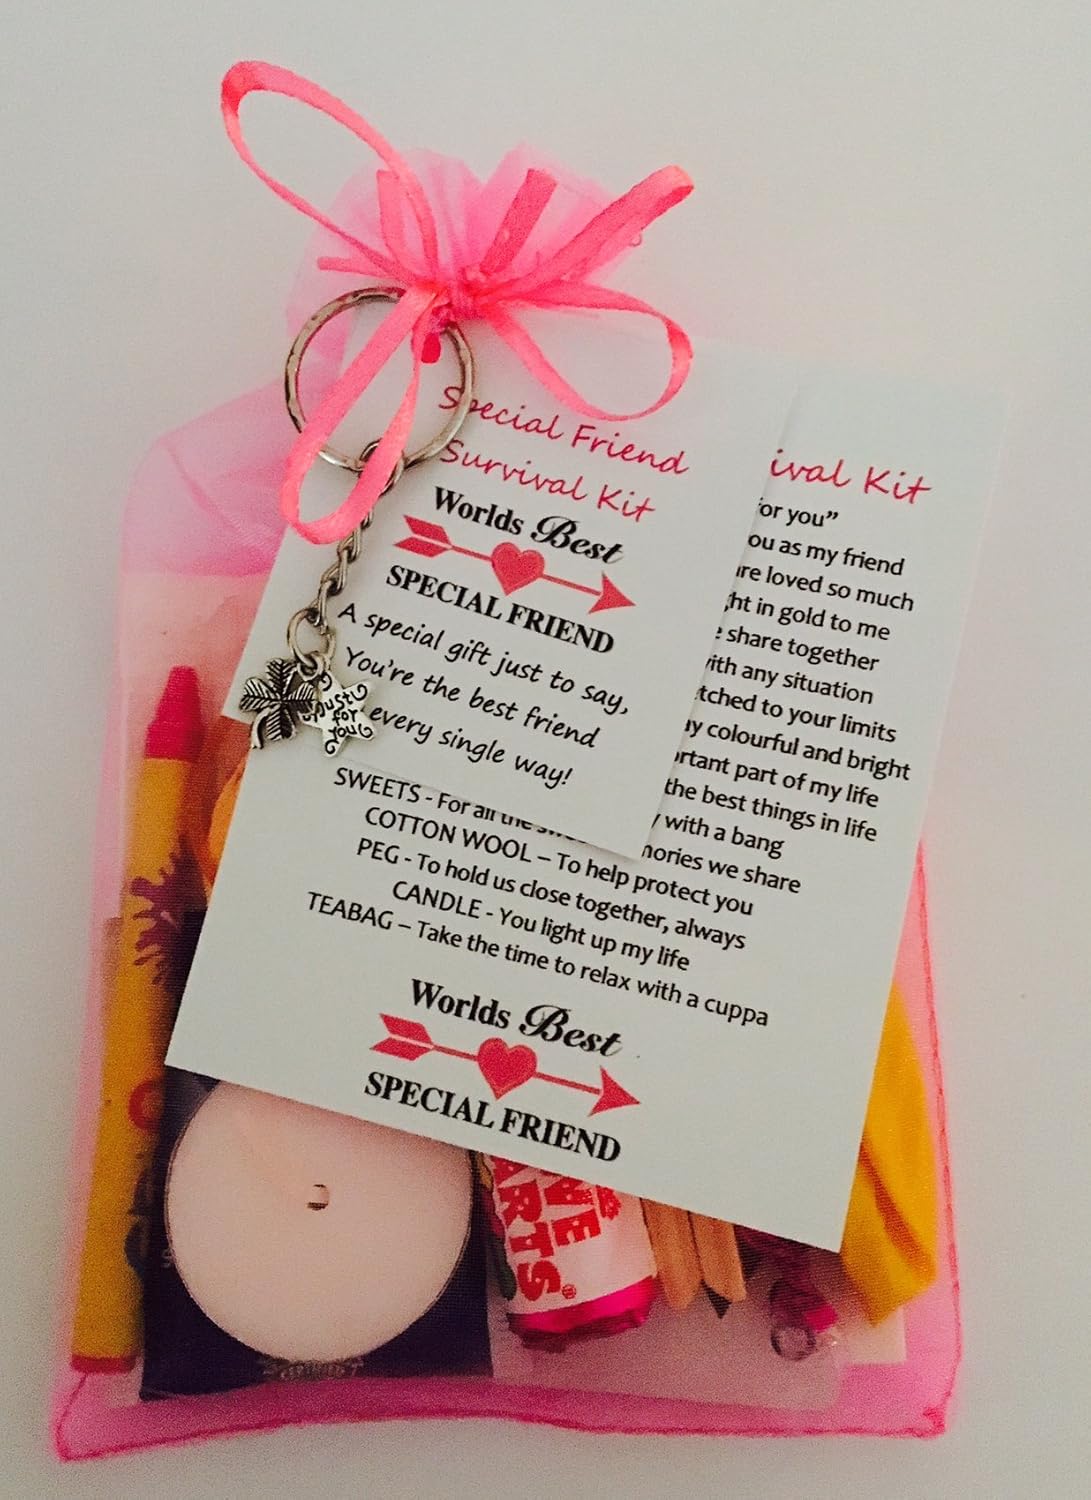 Special Friend
Survival Kit
Worlds Best
SPECIAL FRIEND
A special gift just to say,
You're the best friend
every single way!
Just
for
you
ival Kit
for you”
ou as my friend
re loved so much
ht in gold to me
share together
ith any situation
tched to your limits
y colourful and bright
rtant part of my life
the best things in life
with a bang
mories we share
SWEETS - For all the
COTTON WOOL – To help protect you
PEG - To hold us close together, always
CANDLE - You light up my life
TEABAG – Take the time to relax with a cuppa
Worlds Best
SPECIAL FRIEND